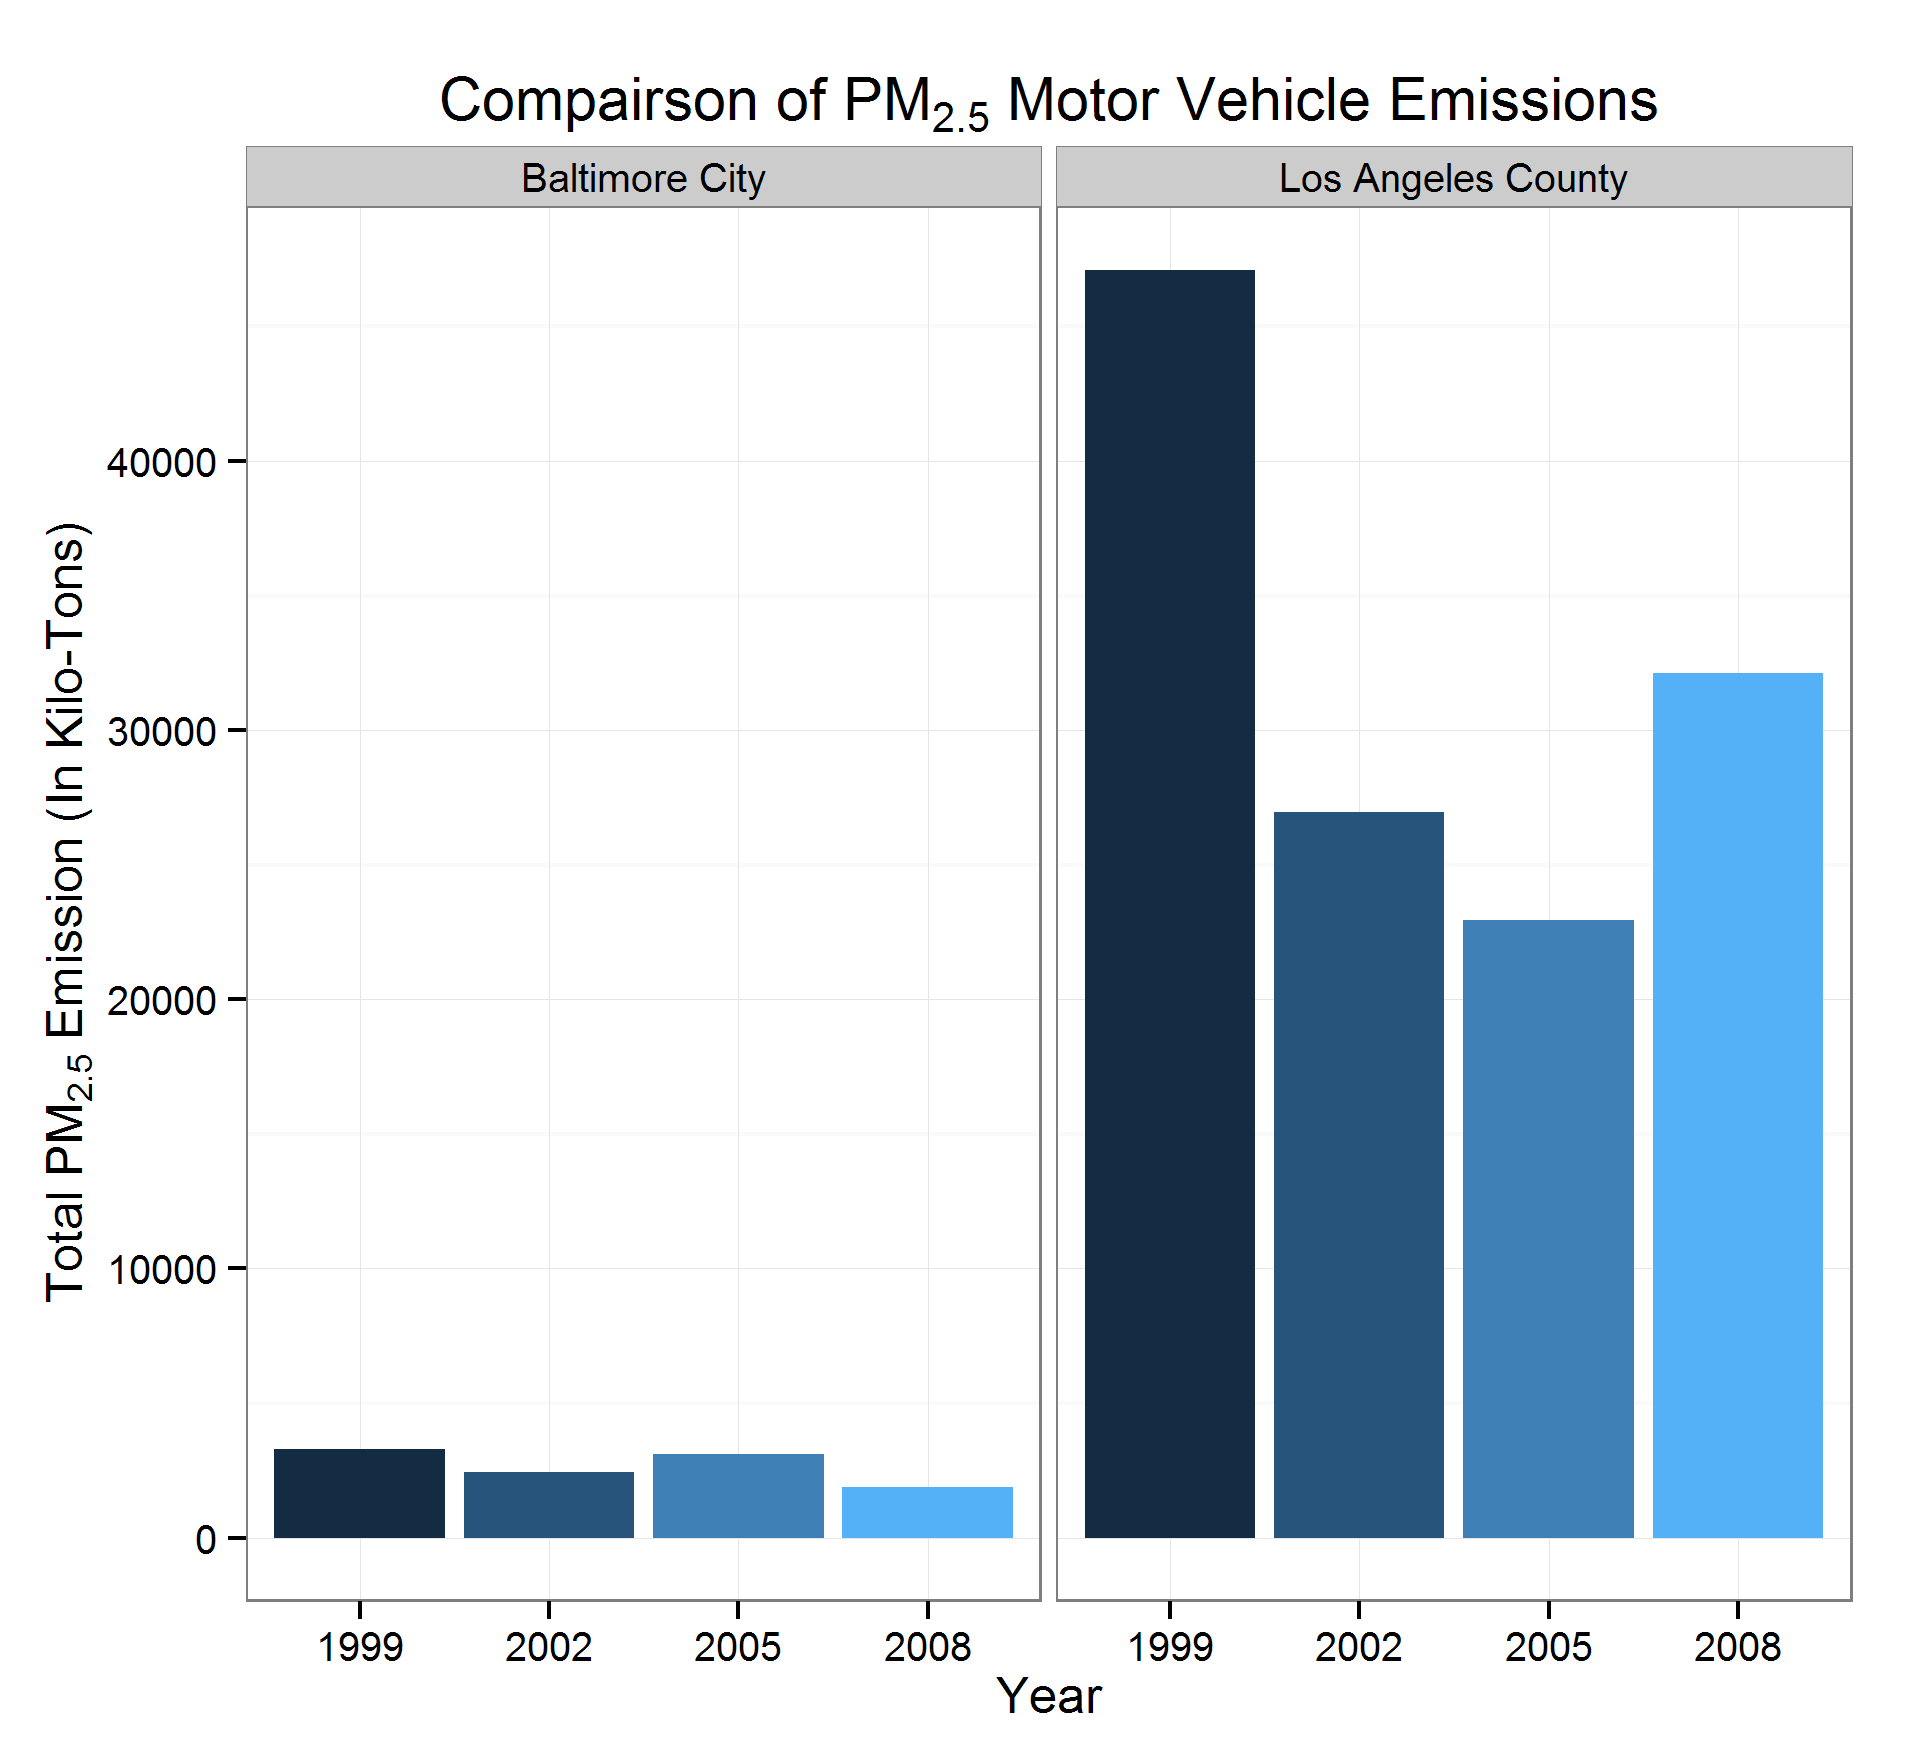 Compairson of PM2.5 Motor Vehicle Emissions
Baltimore City
Los Angeles County
Total PM2.5 Emission (In Kilo-Tons)
40000
30000
20000
10000
0
1999 2002 2005 2008
1999 2002 2005 2008
Year